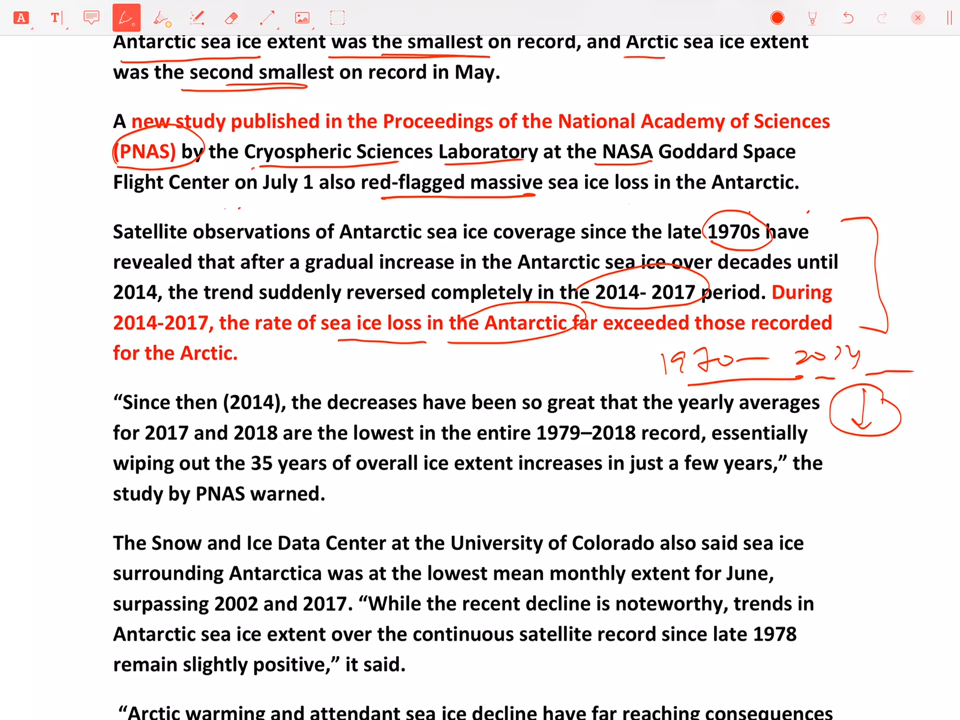 Antarctic sea ice extent was the smallest on record, and Arctic sea ice extent
was the second smallest on record in May.
A new study published in the Proceedings of the National Academy of Sciences
(PNAS) by the Cryospheric Sciences Laboratory at the NASA Goddard Space
Flight Center on July 1 also red-flagged massive sea ice loss in the Antarctic.
Satellite observations of Antarctic sea ice coverage since the late 1970s have
revealed that after a gradual increase in the Antarctic sea ice over decades until
2014, the trend suddenly reversed completely in the 2014- 2017 period. During
2014-2017, the rate of sea ice loss in the Antarctic far exceeded those recorded
for the Arctic.
1970— 2014
“Since then (2014), the decreases have been so great that the yearly averages
for 2017 and 2018 are the lowest in the entire 1979–2018 record, essentially
wiping out the 35 years of overall ice extent increases in just a few years,” the
study by PNAS warned.
The Snow and Ice Data Center at the University of Colorado also said sea ice
surrounding Antarctica was at the lowest mean monthly extent for June,
surpassing 2002 and 2017. “While the recent decline is noteworthy, trends in
Antarctic sea ice extent over the continuous satellite record since late 1978
remain slightly positive,” it said.
“Arctic warming and attendant sea ice decline have far reaching consequences